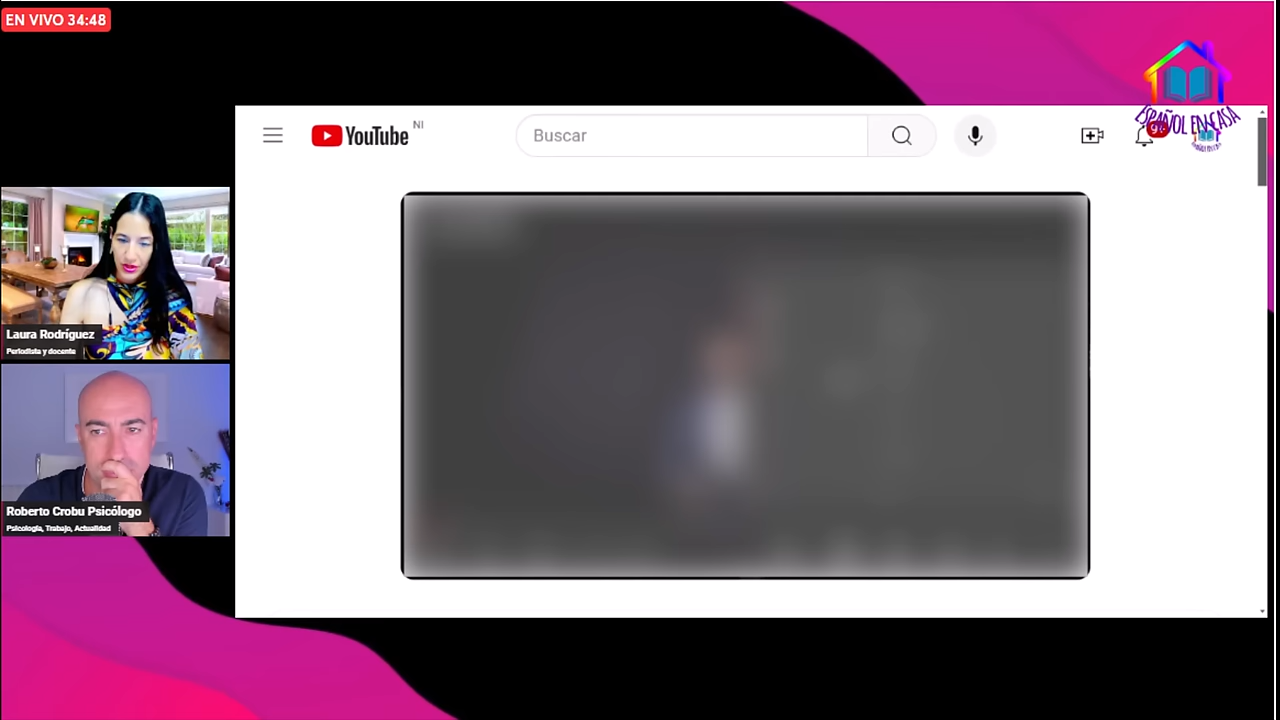 EN VIVO 34:48
YouTube NI
Buscar
9+
ESPAÑOL EN CASA
Laura Rodríguez
Periodista y docente
Roberto Crobu Psicólogo
Psicología, Trabajo, Actualidad